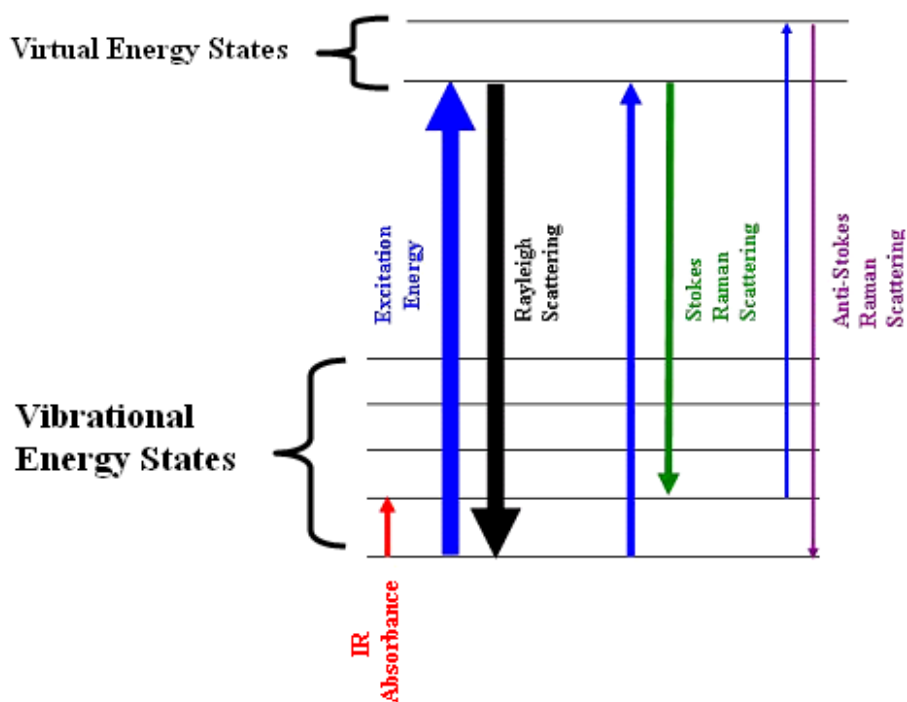 Virtual Energy States
Excitation
Energy
Rayleigh
Scattering
Stokes
Raman
Scattering
Anti-Stokes
Raman
Scattering
Vibrational
Energy States
IR
Absorbance